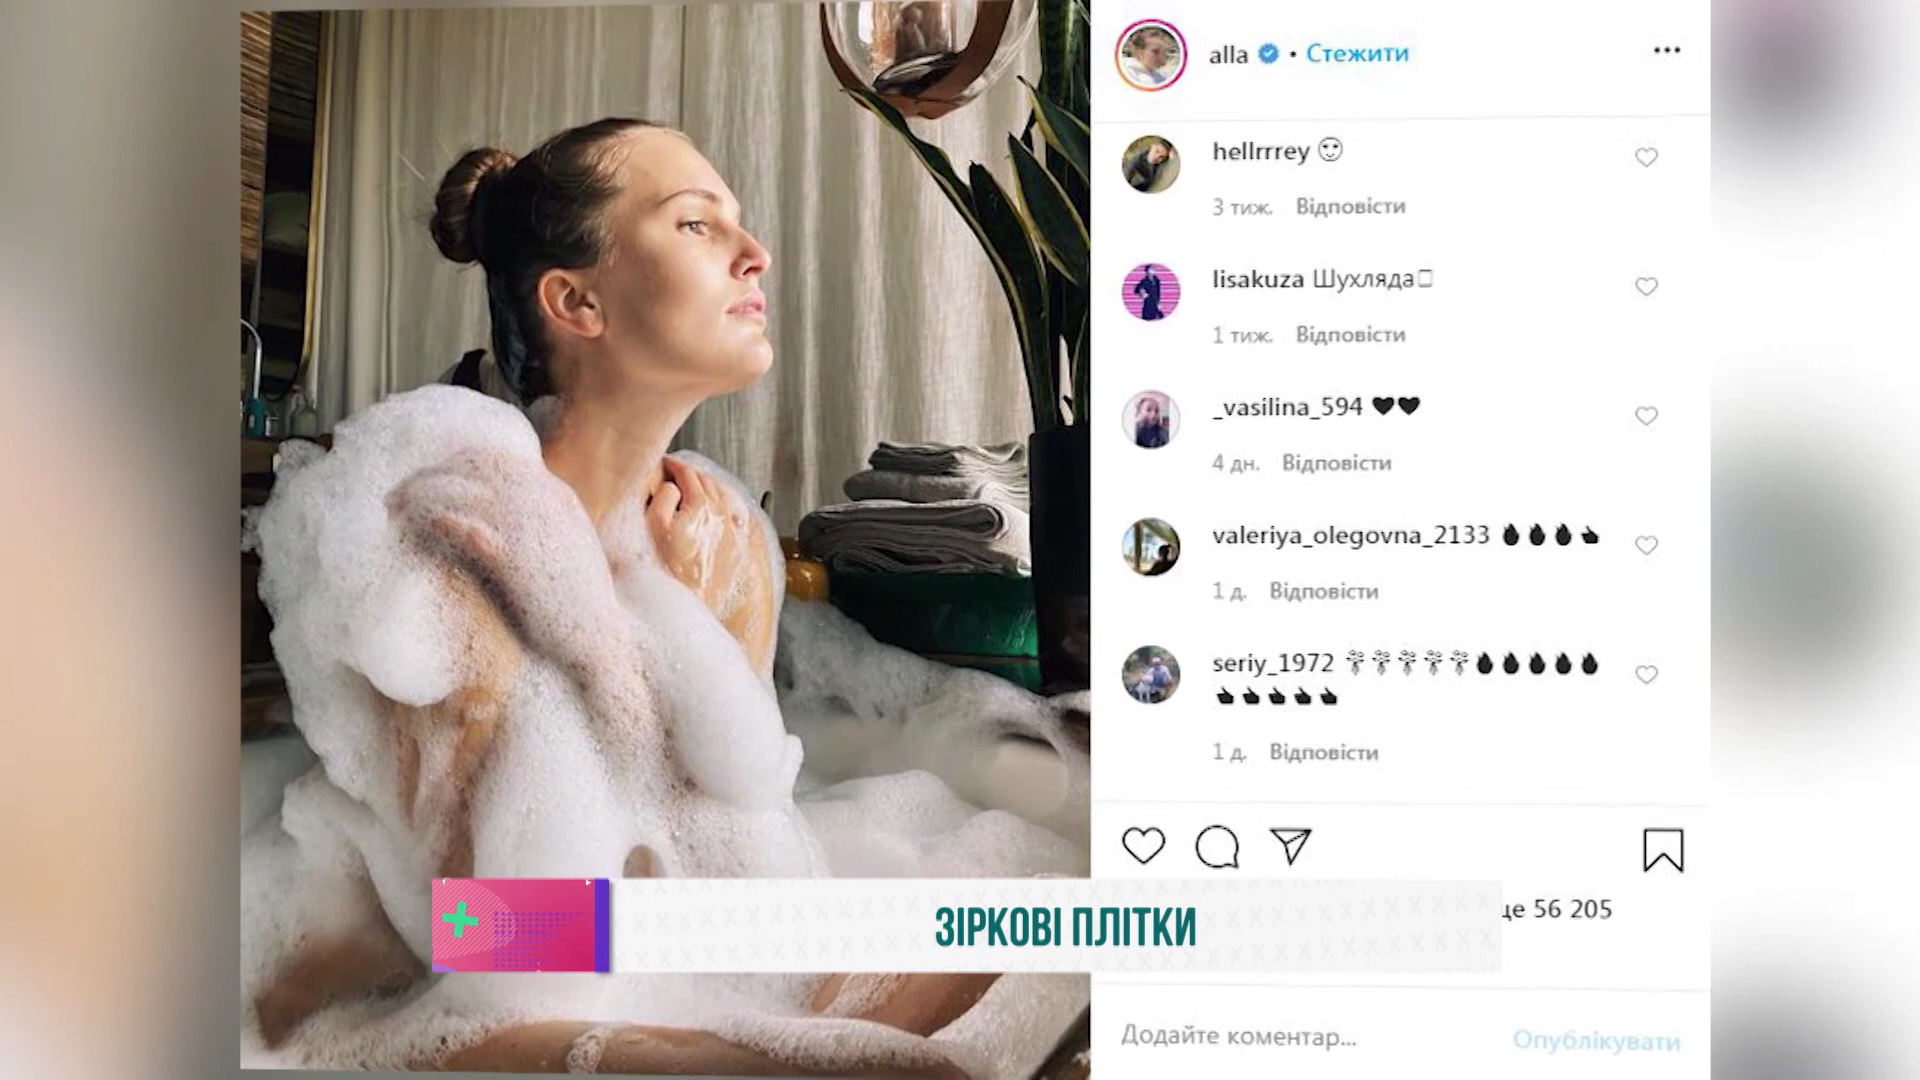 alla • Стежити
hellrrrey
3 тиж. Відповісти
lisakuza Шухляда
1 тиж. Відповісти
_vasilina_594
4 дн. Відповісти
valeriya_olegovna_2133
1 д. Відповісти
seriy_1972
1 д. Відповісти
ще 56 205
ЗІРКОВІ ПЛІТКИ
Додайте коментар... Опублікувати